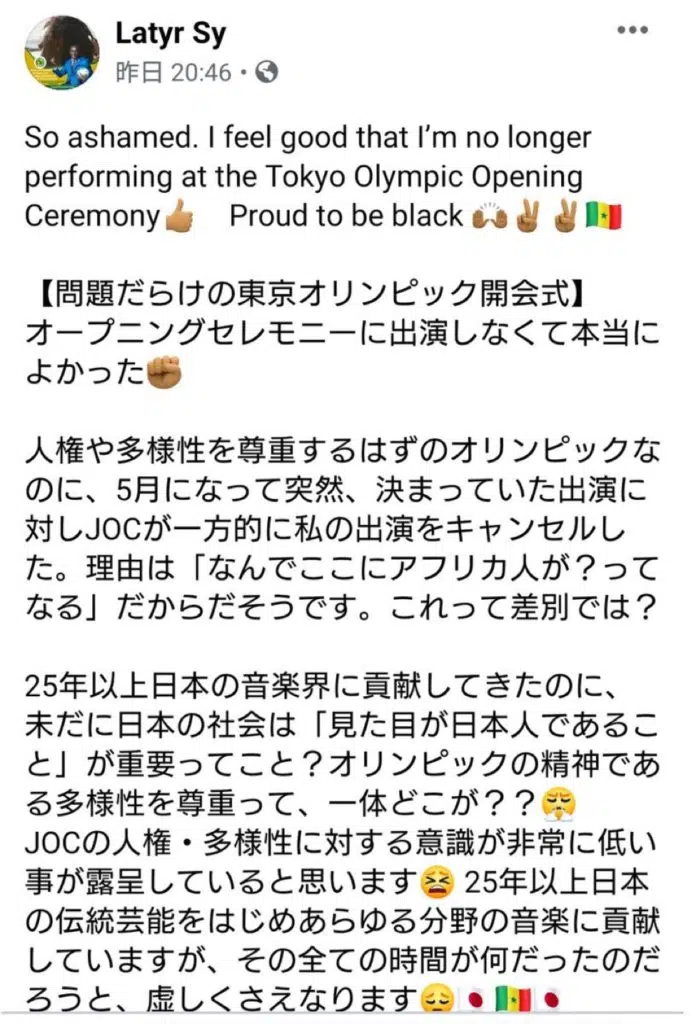 Latyr Sy
昨日 20:46
So ashamed. I feel good that I’m no longer
performing at the Tokyo Olympic Opening
Ceremony👍🏽 Proud to be black 🙌🏽✌🏽✌🏽🇸🇳
【問題だらけの東京オリンピック開会式】
オープニングセレモニーに出演しなくて本当に
よかった✊🏽
人権や多様性を尊重するはずのオリンピックな
のに、5月になって突然、決まっていた出演に
対しJOCが一方的に私の出演をキャンセルし
た。理由は「なんでここにアフリカ人が？って
なる」だからだそうです。これって差別では？
25年以上日本の音楽界に貢献してきたのに、
未だに日本の社会は「見た目が日本人であるこ
と」が重要ってこと？オリンピックの精神であ
る多様性を尊重って、一体どこが？？😤
JOCの人権・多様性に対する意識が非常に低い
事が露呈していると思います😫 25年以上日本
の伝統芸能をはじめあらゆる分野の音楽に貢献
していますが、その全ての時間が何だったのだ
ろうと、虚しくさえなります😔🇯🇵🇸🇳🇯🇵